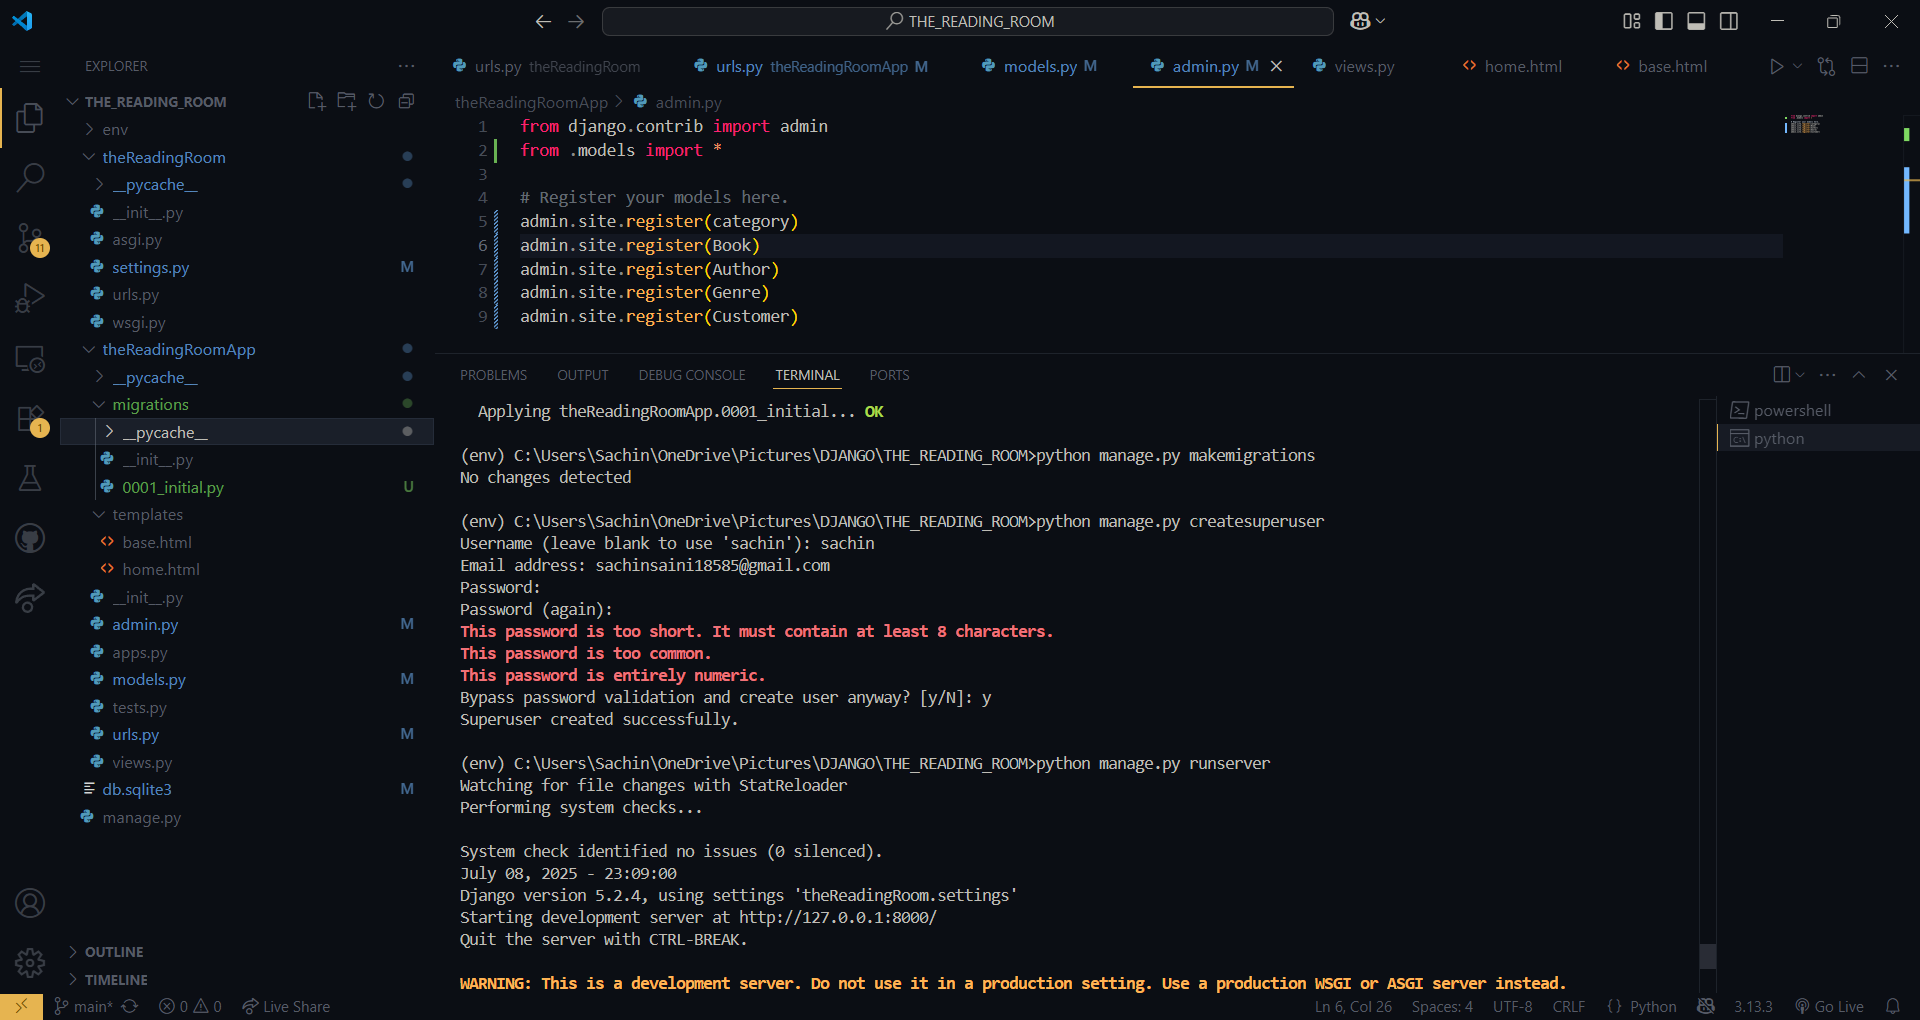 THE_READING_ROOM
EXPLORER
THE_READING_ROOM
env
theReadingRoom
__pycache__
__init__.py
asgi.py
settings.py M
urls.py
wsgi.py
theReadingRoomApp
__pycache__
migrations
__pycache__
__init__.py
0001_initial.py U
templates
base.html
home.html
__init__.py
admin.py M
apps.py
models.py M
tests.py
urls.py M
views.py
db.sqlite3 M
manage.py
OUTLINE
TIMELINE
11
1
urls.py theReadingRoom
urls.py theReadingRoomApp M
models.py M
admin.py M
views.py
home.html
base.html
theReadingRoomApp > admin.py
1 from django.contrib import admin
2 from .models import *
3
4 # Register your models here.
5 admin.site.register(category)
6 admin.site.register(Book)
7 admin.site.register(Author)
8 admin.site.register(Genre)
9 admin.site.register(Customer)
PROBLEMS OUTPUT DEBUG CONSOLE TERMINAL PORTS
powershell
python
Applying theReadingRoomApp.0001_initial... OK
(env) C:\Users\Sachin\OneDrive\Pictures\DJANGO\THE_READING_ROOM>python manage.py makemigrations
No changes detected
(env) C:\Users\Sachin\OneDrive\Pictures\DJANGO\THE_READING_ROOM>python manage.py createsuperuser
Username (leave blank to use 'sachin'): sachin
Email address: sachinsaini18585@gmail.com
Password:
Password (again):
This password is too short. It must contain at least 8 characters.
This password is too common.
This password is entirely numeric.
Bypass password validation and create user anyway? [y/N]: y
Superuser created successfully.
(env) C:\Users\Sachin\OneDrive\Pictures\DJANGO\THE_READING_ROOM>python manage.py runserver
Watching for file changes with StatReloader
Performing system checks...
System check identified no issues (0 silenced).
July 08, 2025 - 23:09:00
Django version 5.2.4, using settings 'theReadingRoom.settings'
Starting development server at http://127.0.0.1:8000/
Quit the server with CTRL-BREAK.
WARNING: This is a development server. Do not use it in a production setting. Use a production WSGI or ASGI server instead.
main* 0 0 Live Share
Ln 6, Col 26 Spaces: 4 UTF-8 CRLF {} Python 3.13.3 Go Live